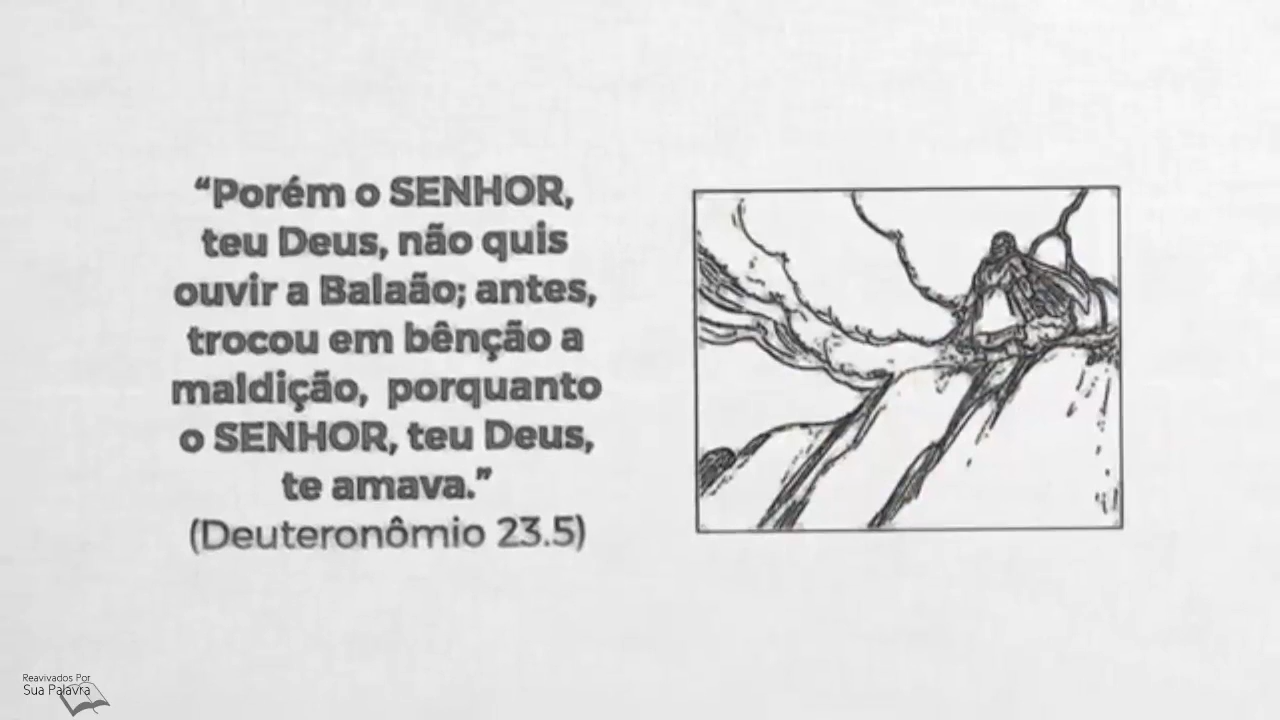 “Porém o SENHOR,
teu Deus, não quis
ouvir a Balaão; antes,
trocou em bênção a
maldição, porquanto
o SENHOR, teu Deus,
te amava.”
(Deuteronômio 23.5)
Reavivados Por
Sua Palavra